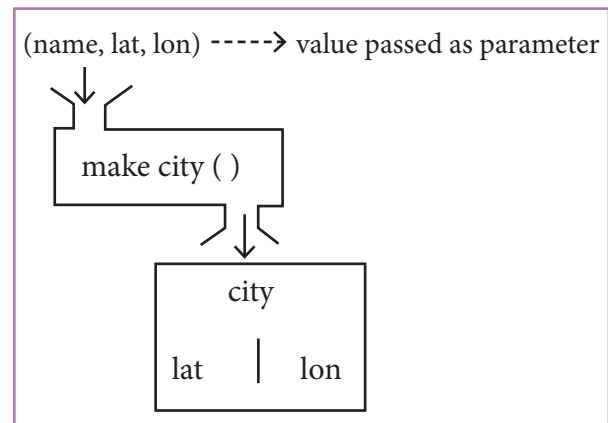 (name, lat, lon) -----> value passed as parameter
make city ( )
city
lat | lon